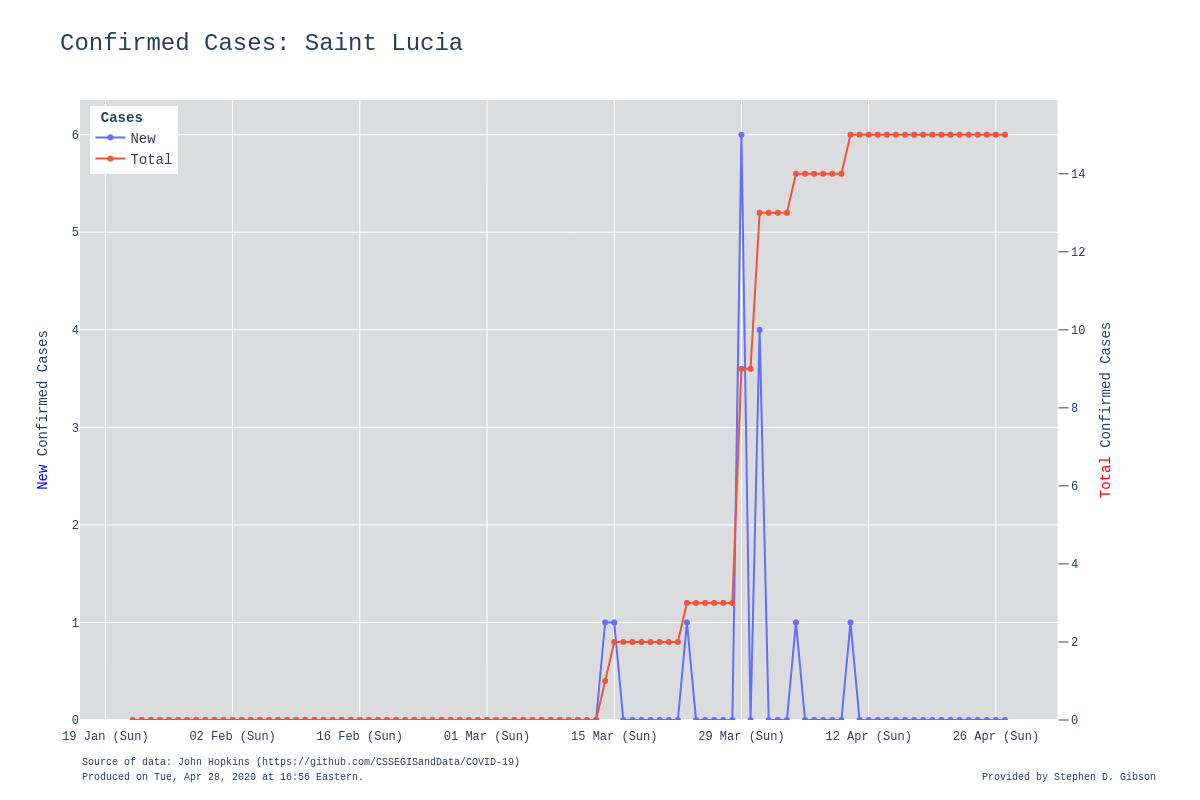 Confirmed Cases: Saint Lucia
Cases
New
Total
6
5
4
3
2
1
0
New Confirmed Cases
14
12
10
8
6
4
2
0
Total Confirmed Cases
19 Jan (Sun) 02 Feb (Sun) 16 Feb (Sun) 01 Mar (Sun) 15 Mar (Sun) 29 Mar (Sun) 12 Apr (Sun) 26 Apr (Sun)
Source of data: John Hopkins (https://github.com/CSSEGISandData/COVID-19)
Produced on Tue, Apr 28, 2020 at 16:56 Eastern.
Provided by Stephen D. Gibson